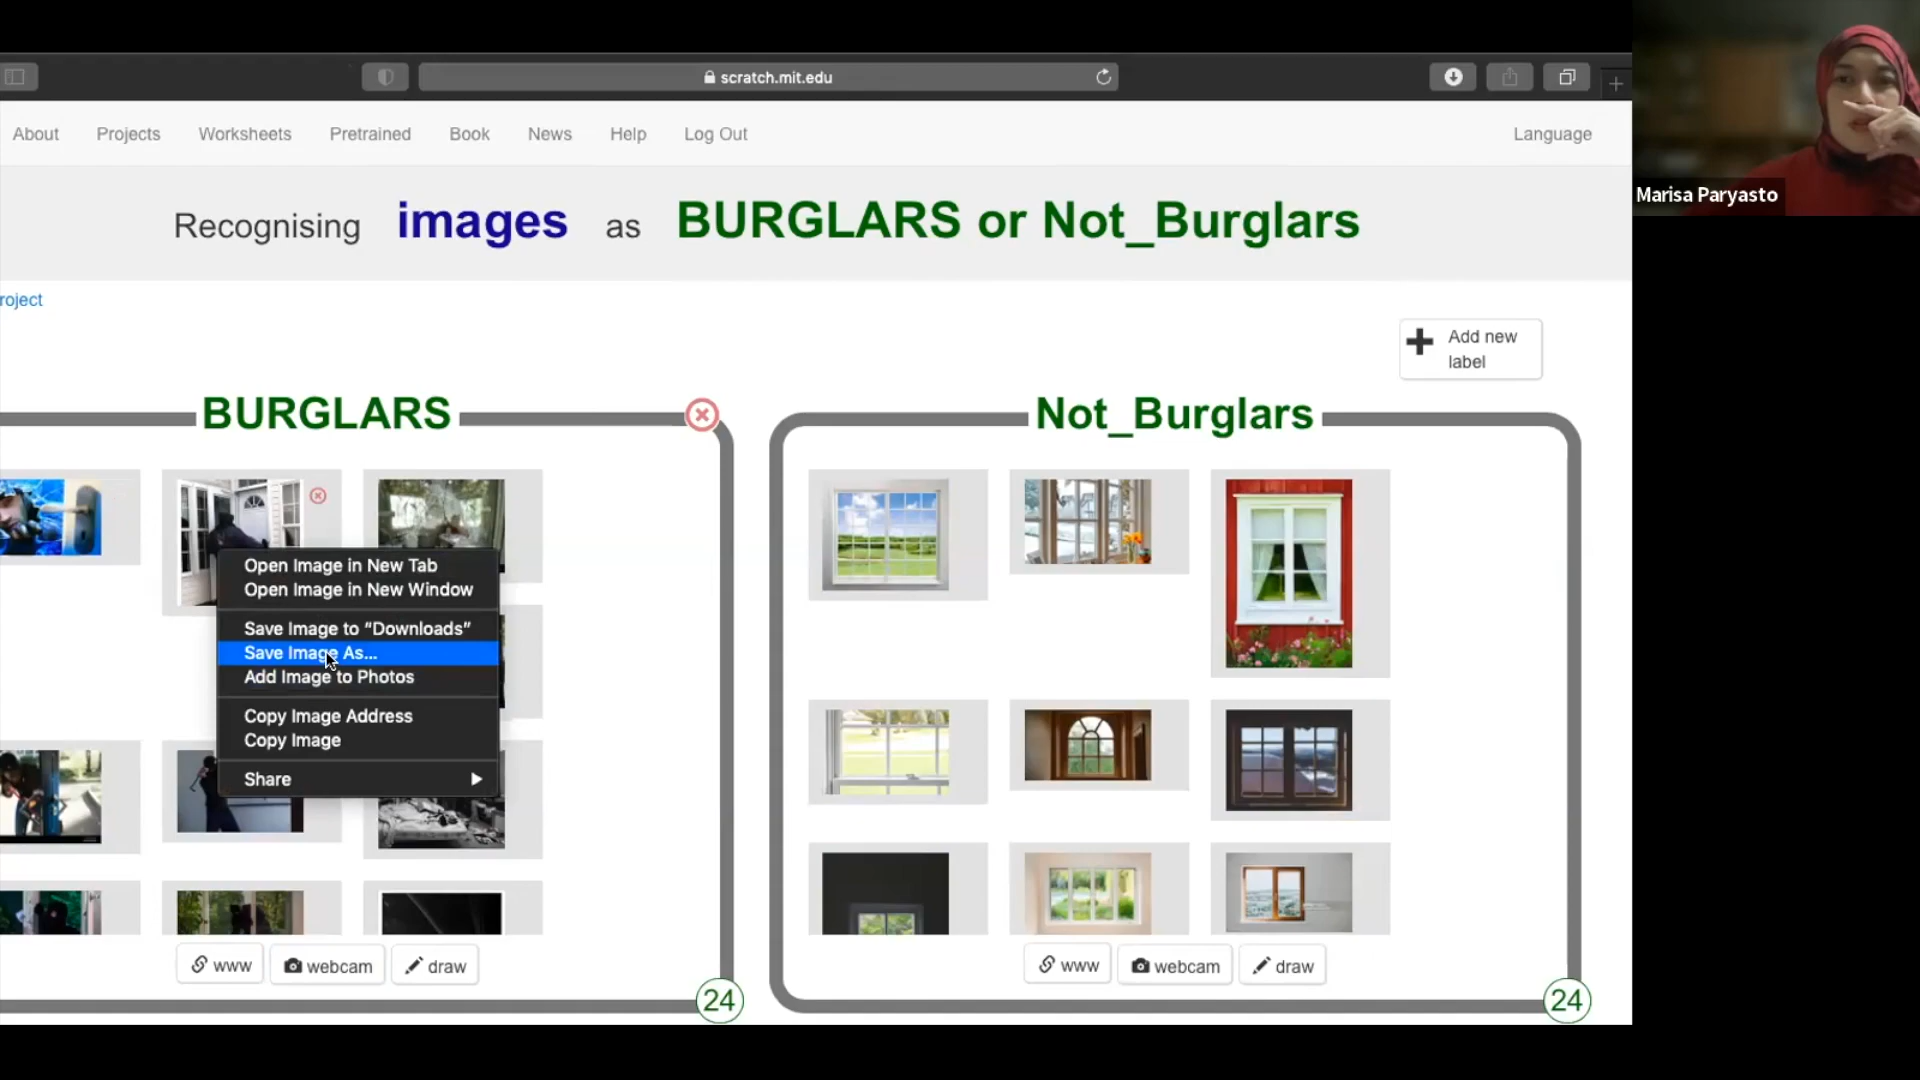 scratch.mit.edu
About Projects Worksheets Pretrained Book News Help Log Out Language
Recognising images as BURGLARS or Not_Burglars
roject
Add new
label
BURGLARS
Not_Burglars
Open Image in New Tab
Open Image in New Window
Save Image to “Downloads”
Save Image As...
Add Image to Photos
Copy Image Address
Copy Image
Share
www webcam draw
24
www webcam draw
24
Marisa Paryasto